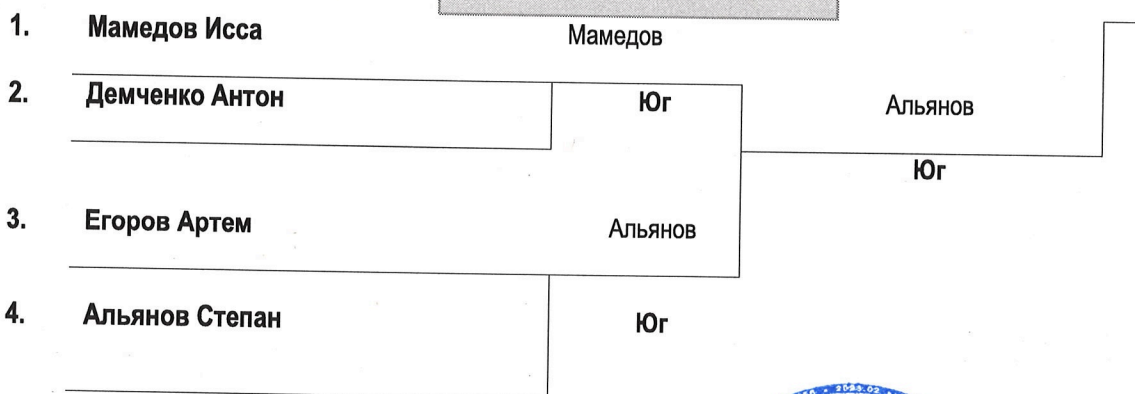 1. Мамедов Исса
Мамедов
2. Демченко Антон
Юг
Альянов
Юг
3. Егоров Артем
Альянов
4. Альянов Степан
Юг